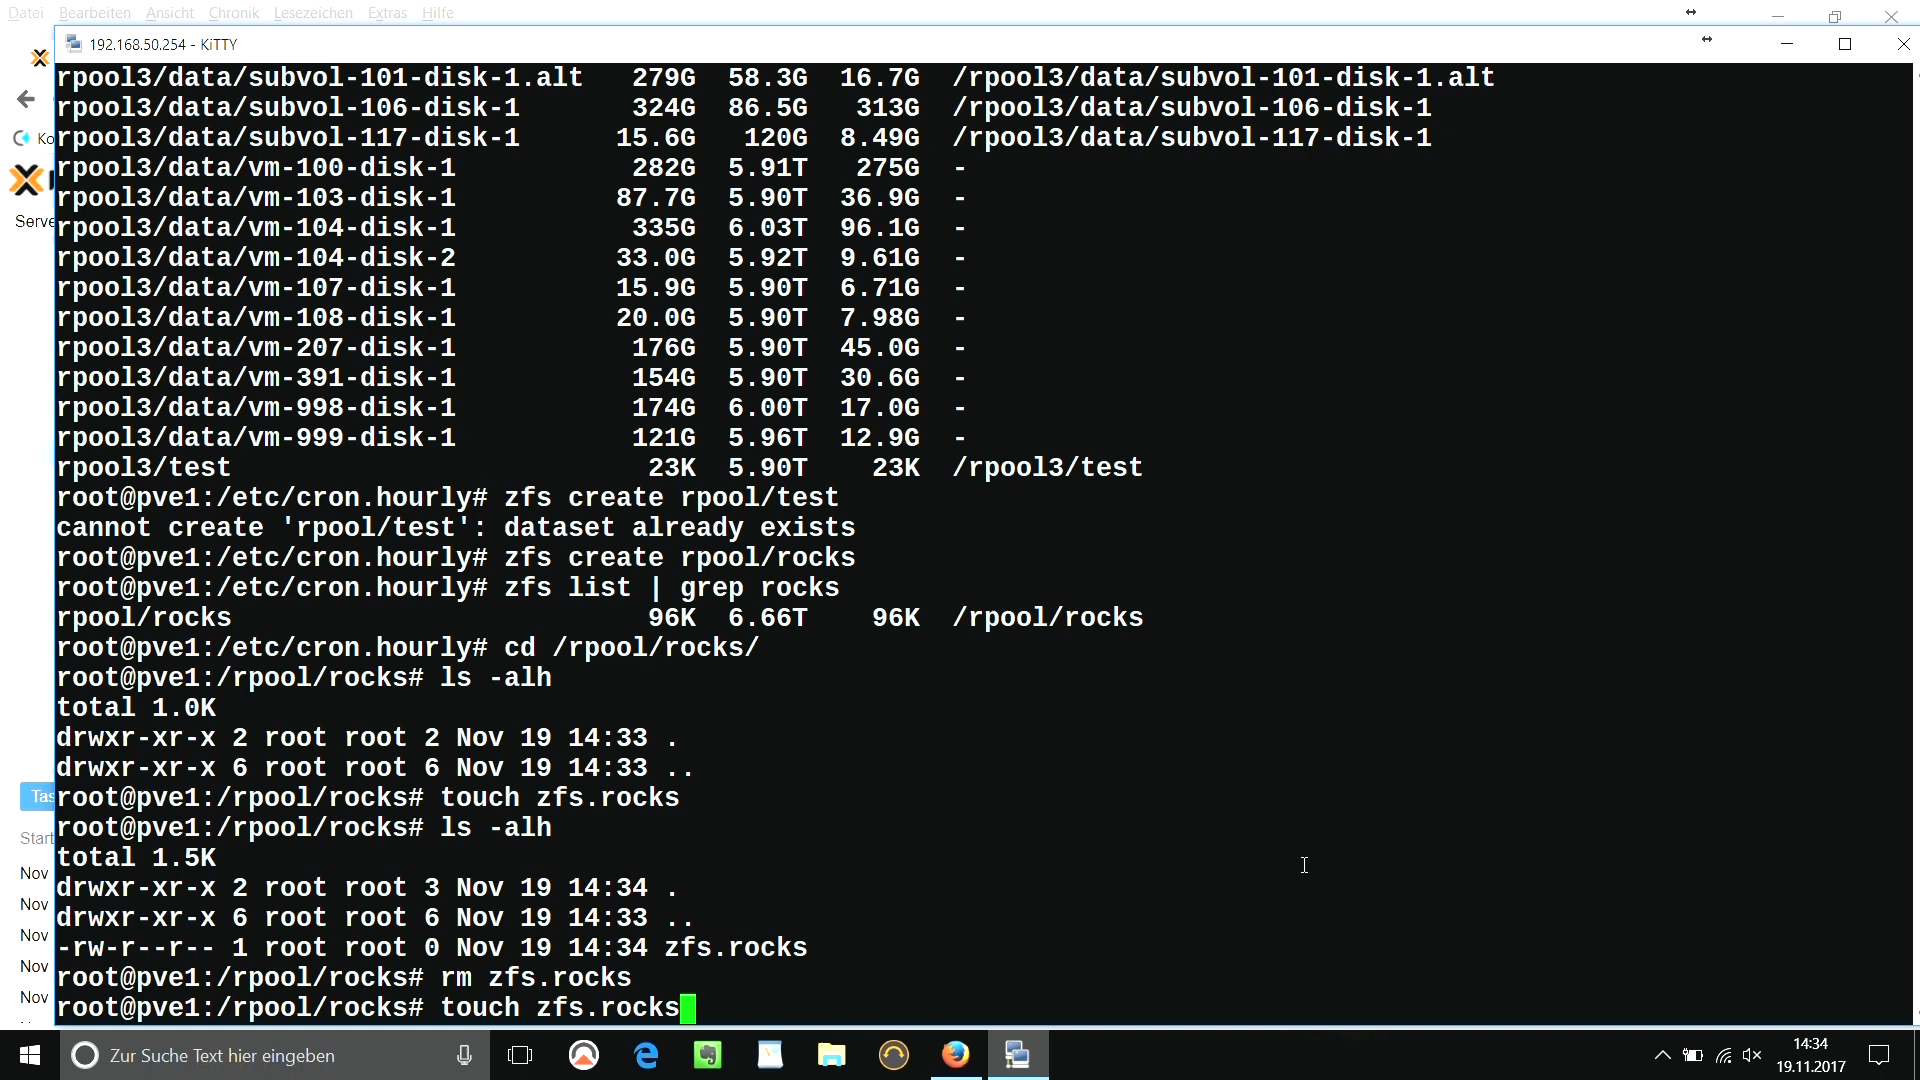 Datei Bearbeiten Ansicht Chronik Lesezeichen Extras Hilfe
192.168.50.254 - KiTTY
rpool3/data/subvol-101-disk-1.alt 279G 58.3G 16.7G /rpool3/data/subvol-101-disk-1.alt
rpool3/data/subvol-106-disk-1 324G 86.5G 313G /rpool3/data/subvol-106-disk-1
rpool3/data/subvol-117-disk-1 15.6G 120G 8.49G /rpool3/data/subvol-117-disk-1
rpool3/data/vm-100-disk-1 282G 5.91T 275G -
rpool3/data/vm-103-disk-1 87.7G 5.90T 36.9G -
rpool3/data/vm-104-disk-1 335G 6.03T 96.1G -
rpool3/data/vm-104-disk-2 33.0G 5.92T 9.61G -
rpool3/data/vm-107-disk-1 15.9G 5.90T 6.71G -
rpool3/data/vm-108-disk-1 20.0G 5.90T 7.98G -
rpool3/data/vm-207-disk-1 176G 5.90T 45.0G -
rpool3/data/vm-391-disk-1 154G 5.90T 30.6G -
rpool3/data/vm-998-disk-1 174G 6.00T 17.0G -
rpool3/data/vm-999-disk-1 121G 5.96T 12.9G -
rpool3/test 23K 5.90T 23K /rpool3/test
root@pve1:/etc/cron.hourly# zfs create rpool/test
cannot create 'rpool/test': dataset already exists
root@pve1:/etc/cron.hourly# zfs create rpool/rocks
root@pve1:/etc/cron.hourly# zfs list | grep rocks
rpool/rocks 96K 6.66T 96K /rpool/rocks
root@pve1:/etc/cron.hourly# cd /rpool/rocks/
root@pve1:/rpool/rocks# ls -alh
total 1.0K
drwxr-xr-x 2 root root 2 Nov 19 14:33 .
drwxr-xr-x 6 root root 6 Nov 19 14:33 ..
root@pve1:/rpool/rocks# touch zfs.rocks
root@pve1:/rpool/rocks# ls -alh
total 1.5K
drwxr-xr-x 2 root root 3 Nov 19 14:34 .
drwxr-xr-x 6 root root 6 Nov 19 14:33 ..
-rw-r--r-- 1 root root 0 Nov 19 14:34 zfs.rocks
root@pve1:/rpool/rocks# rm zfs.rocks
root@pve1:/rpool/rocks# touch zfs.rocks
Ko
Serve
Tas
Start
Nov
Nov
Nov
Nov
Nov
Zur Suche Text hier eingeben
14:34
19.11.2017